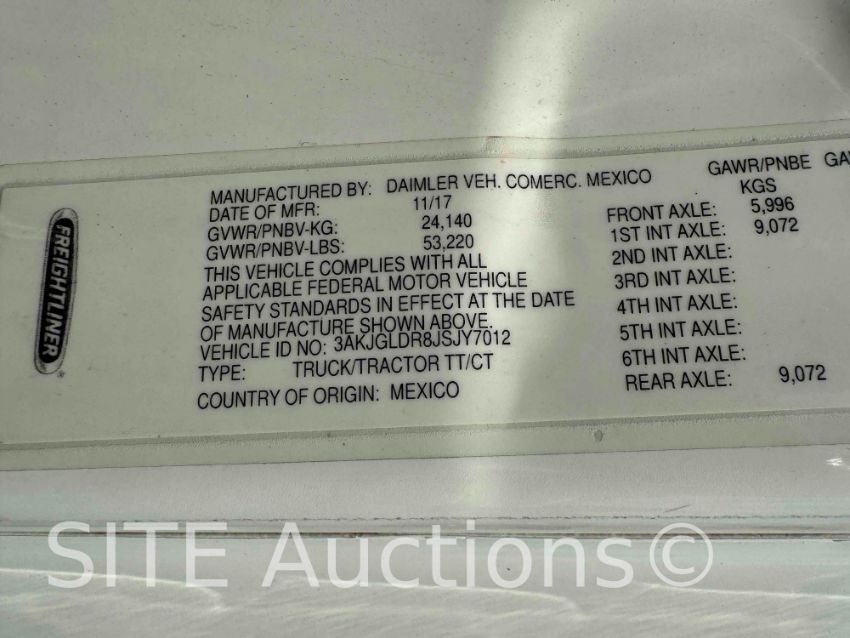 FREIGHTLINER®
MANUFACTURED BY: DAIMLER VEH. COMERC. MEXICO
DATE OF MFR: 11/17
GVWR/PNBV-KG: 24,140
GVWR/PNBV-LBS: 53,220
THIS VEHICLE COMPLIES WITH ALL
APPLICABLE FEDERAL MOTOR VEHICLE
SAFETY STANDARDS IN EFFECT AT THE DATE
OF MANUFACTURE SHOWN ABOVE.
VEHICLE ID NO: 3AKJGLDR8JSJY7012
TYPE: TRUCK/TRACTOR TT/CT
COUNTRY OF ORIGIN: MEXICO
GAWR/PNBE GA
KGS
FRONT AXLE: 5,996
1ST INT AXLE: 9,072
2ND INT AXLE:
3RD INT AXLE:
4TH INT AXLE:
5TH INT AXLE:
6TH INT AXLE:
REAR AXLE: 9,072
SITE Auctions©